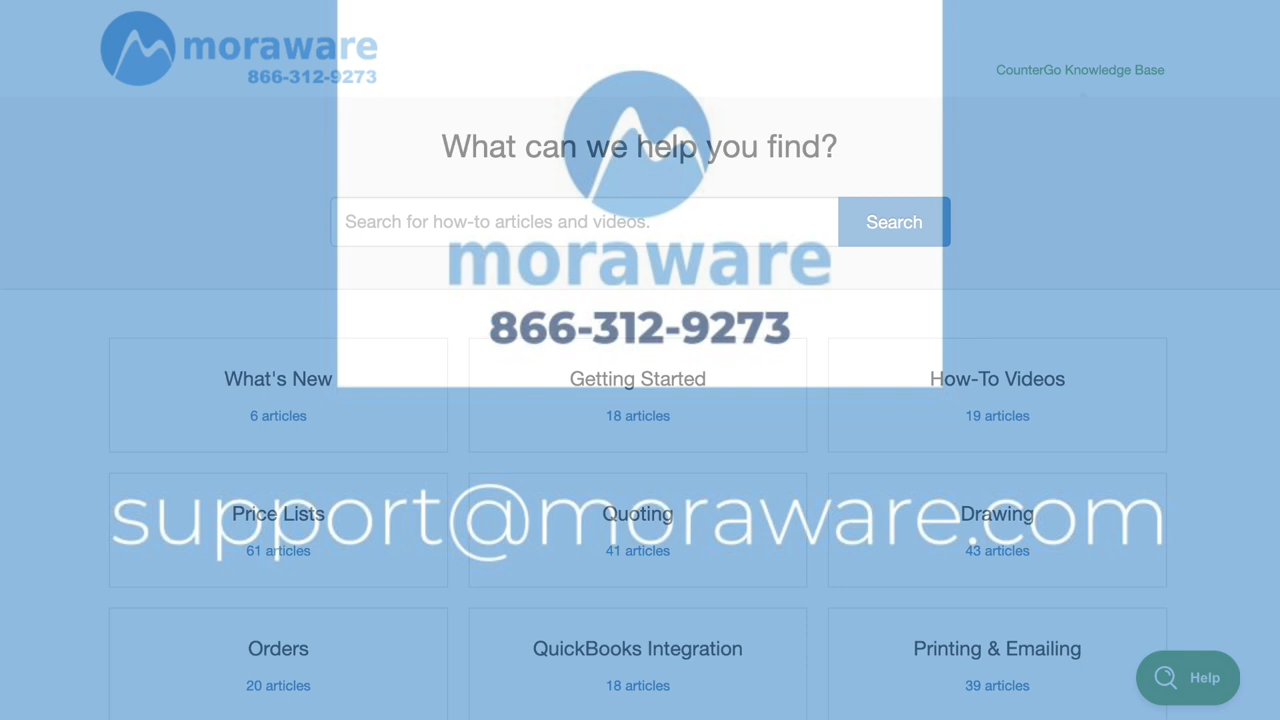 moraware
866-312-9273
CounterGo Knowledge Base
What can we help you find?
Search for how-to articles and videos.
Search
moraware
866-312-9273
What's New
6 articles
Getting Started
18 articles
How-To Videos
19 articles
support@moraware.com
Price Lists
61 articles
Quoting
41 articles
Drawing
43 articles
Orders
20 articles
QuickBooks Integration
18 articles
Printing & Emailing
39 articles
Help